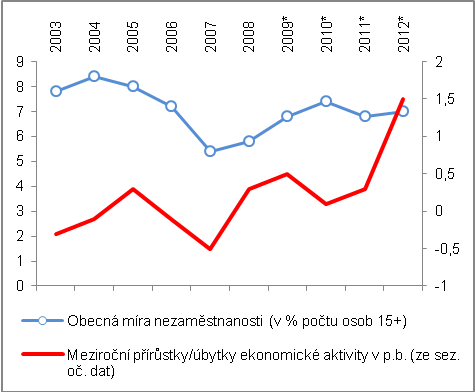 2003 2004 2005 2006 2007 2008 2009* 2010* 2011* 2012*
9 2
8 1,5
7 1
6
5 0,5
4
3 0
2 -0,5
1
0 -1
Obecná míra nezaměstnanosti (v % počtu osob 15+)
Meziroční přírůstky/úbytky ekonomické aktivity v p.b. (ze sez.
oč. dat)